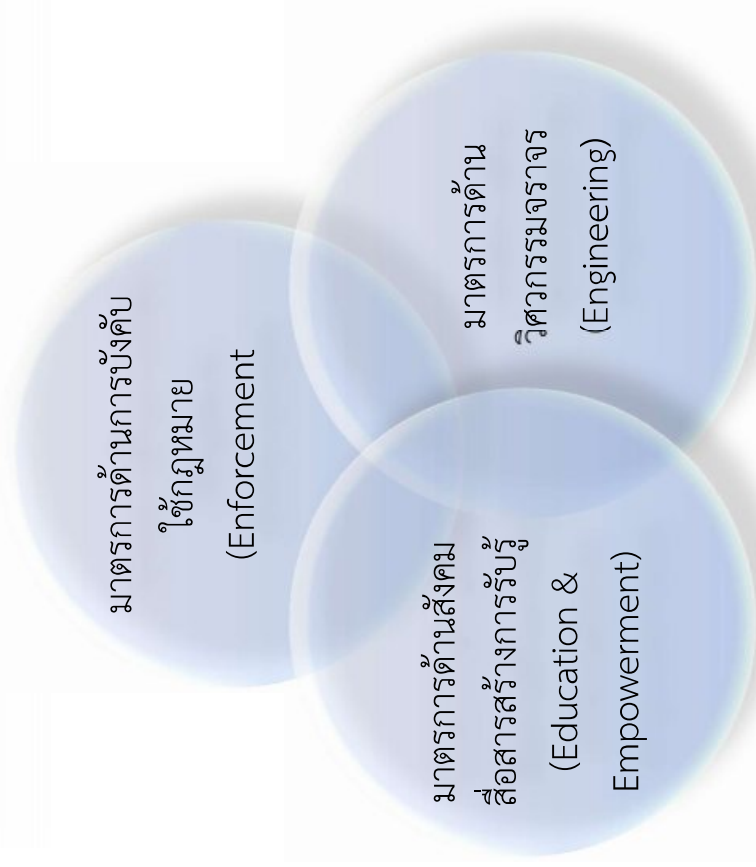 มาตรการด้านการบังคับ
ใช้กฎหมาย
(Enforcement
มาตรการด้านสังคม
สื่อสารสร้างการรับรู้
(Education &
Empowerment)
มาตรการด้าน
วิศวกรรมจราจร
(Engineering)